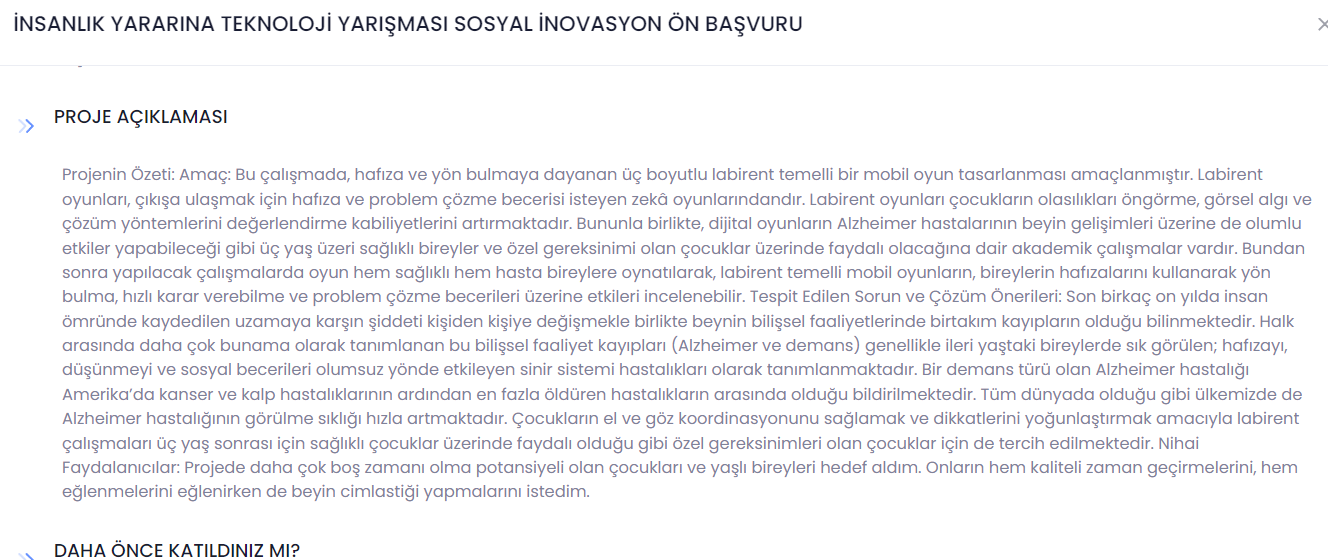 İNSANLIK YARARINA TEKNOLOJİ YARIŞMASI SOSYAL İNOVASYON ÖN BAŞVURU
PROJE AÇIKLAMASI
Projenin Özeti: Amaç: Bu çalışmada, hafıza ve yön bulmaya dayanan üç boyutlu labirent temelli bir mobil oyun tasarlanması amaçlanmıştır. Labirent
oyunları, çıkışa ulaşmak için hafıza ve problem çözme becerisi isteyen zekâ oyunlarındandır. Labirent oyunları çocukların olasılıkları öngörme, görsel algı ve
çözüm yöntemlerini değerlendirme kabiliyetlerini artırmaktadır. Bununla birlikte, dijital oyunların Alzheimer hastalarının beyin gelişimleri üzerine de olumlu
etkiler yapabileceği gibi üç yaş üzeri sağlıklı bireyler ve özel gereksinimi olan çocuklar üzerinde faydalı olacağına dair akademik çalışmalar vardır. Bundan
sonra yapılacak çalışmalarda oyun hem sağlıklı hem hasta bireylere oynatılarak, labirent temelli mobil oyunların, bireylerin hafızalarını kullanarak yön
bulma, hızlı karar verebilme ve problem çözme becerileri üzerine etkileri incelenebilir. Tespit Edilen Sorun ve Çözüm Önerileri: Son birkaç on yılda insan
ömründe kaydedilen uzamaya karşın şiddeti kişiden kişiye değişmekle birlikte beynin bilişsel faaliyetlerinde birtakım kayıpların olduğu bilinmektedir. Halk
arasında daha çok bunama olarak tanımlanan bu bilişsel faaliyet kayıpları (Alzheimer ve demans) genellikle ileri yaştaki bireylerde sık görülen; hafızayı,
düşünmeyi ve sosyal becerileri olumsuz yönde etkileyen sinir sistemi hastalıkları olarak tanımlanmaktadır. Bir demans türü olan Alzheimer hastalığı
Amerika’da kanser ve kalp hastalıklarının ardından en fazla öldüren hastalıkların arasında olduğu bildirilmektedir. Tüm dünyada olduğu gibi ülkemizde de
Alzheimer hastalığının görülme sıklığı hızla artmaktadır. Çocukların el ve göz koordinasyonunu sağlamak ve dikkatlerini yoğunlaştırmak amacıyla labirent
çalışmaları üç yaş sonrası için sağlıklı çocuklar üzerinde faydalı olduğu gibi özel gereksinimleri olan çocuklar için de tercih edilmektedir. Nihai
Faydalanıcılar: Projede daha çok boş zamanı olma potansiyeli olan çocukları ve yaşlı bireyleri hedef aldım. Onların hem kaliteli zaman geçirmelerini, hem
eğlenmelerini eğlenirken de beyin cimlastiği yapmalarını istedim.
DAHA ÖNCE KATILDINIZ MI?